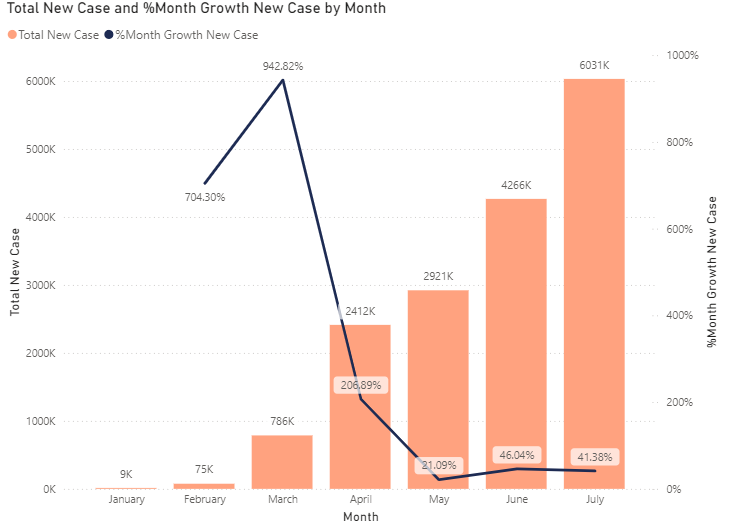 Total New Case and %Month Growth New Case by Month
Total New Case %Month Growth New Case
1000%
6031K
942.82%
6000K
800%
704.30%
5000K
4266K
4000K
600%
Total New Case
%Month Growth New Case
2921K
3000K
2412K
400%
2000K
206.89%
200%
786K
1000K
46.04%
41.38%
21.09%
75K
9K
0K
0%
January February March April May June July
Month